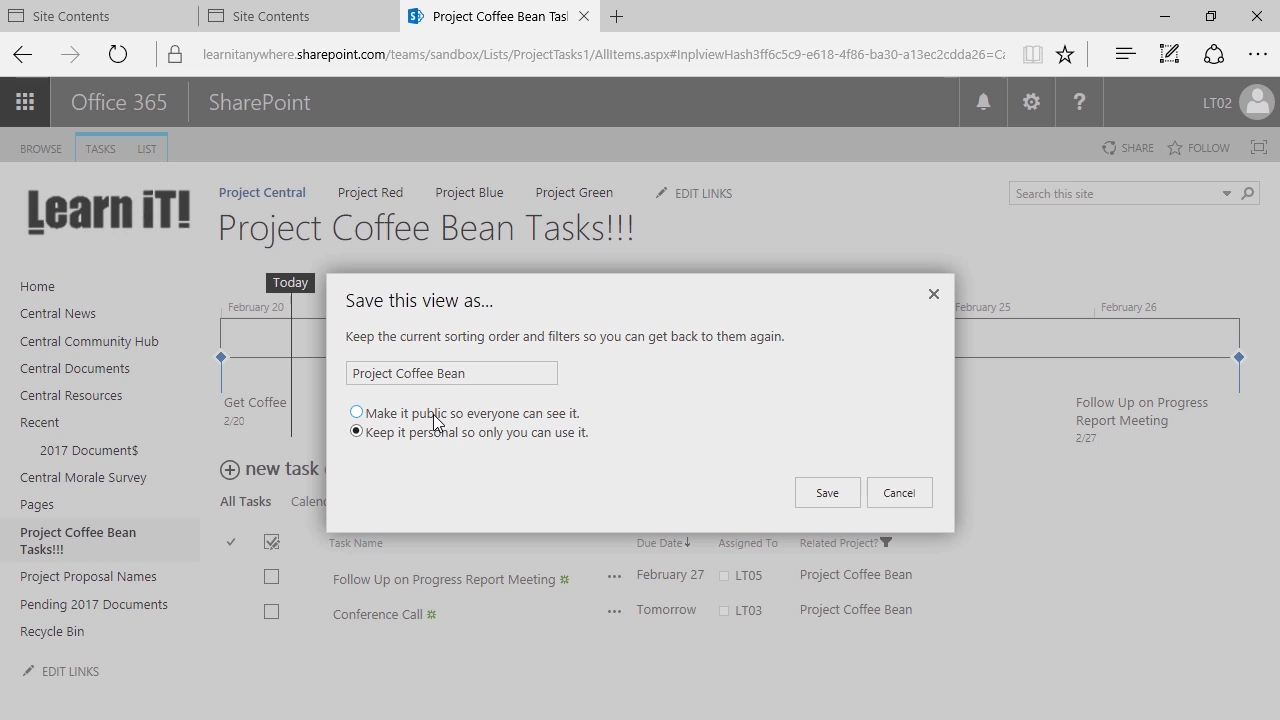 Site Contents
Site Contents
Project Coffee Bean Tas
learnitanywhere.sharepoint.com/teams/sandbox/Lists/ProjectTasks1/AllItems.aspx#InplviewHash3ff6c5c9-e618-4f86-ba30-a13ec2cdda26=Ca
Office 365
SharePoint
?
LT02
BROWSE
TASKS
LIST
SHARE
FOLLOW
Learn iT!
Project Central
Project Red
Project Blue
Project Green
EDIT LINKS
Search this site
Project Coffee Bean Tasks!!!
Home
Central News
Central Community Hub
Central Documents
Central Resources
Recent
2017 Document$
Central Morale Survey
Pages
Project Coffee Bean
Tasks!!!
Project Proposal Names
Pending 2017 Documents
Recycle Bin
EDIT LINKS
Today
February 20
February 25
February 26
Get Coffee
2/20
Follow Up on Progress
Report Meeting
2/27
Save this view as...
Keep the current sorting order and filters so you can get back to them again.
Project Coffee Bean
Make it public so everyone can see it.
Keep it personal so only you can use it.
Save
Cancel
new task
All Tasks
Calen
Task Name
Due Date
Assigned To
Related Project?
Follow Up on Progress Report Meeting
February 27
LT05
Project Coffee Bean
Conference Call
Tomorrow
LT03
Project Coffee Bean